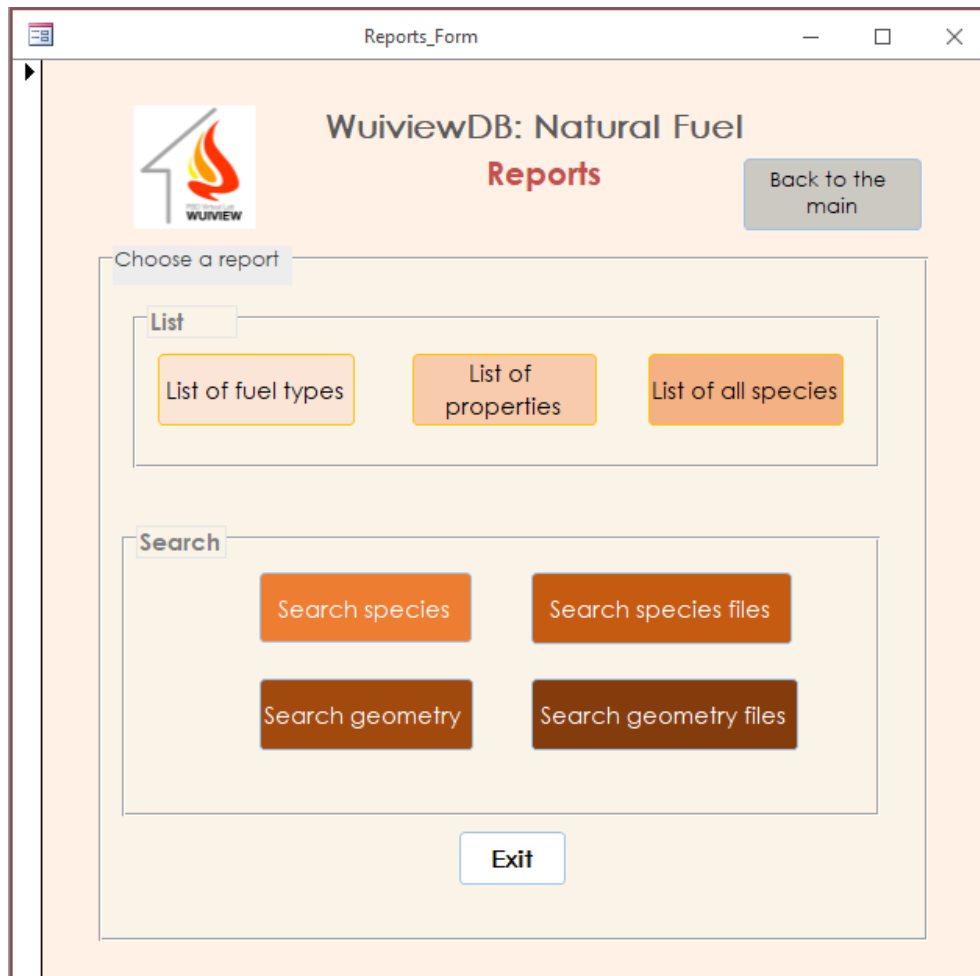 Reports_Form
WuiviewDB: Natural Fuel
Reports
WUIVIEW
Back to the
main
Choose a report
List
List of fuel types
List of
properties
List of all species
Search
Search species
Search species files
Search geometry
Search geometry files
Exit